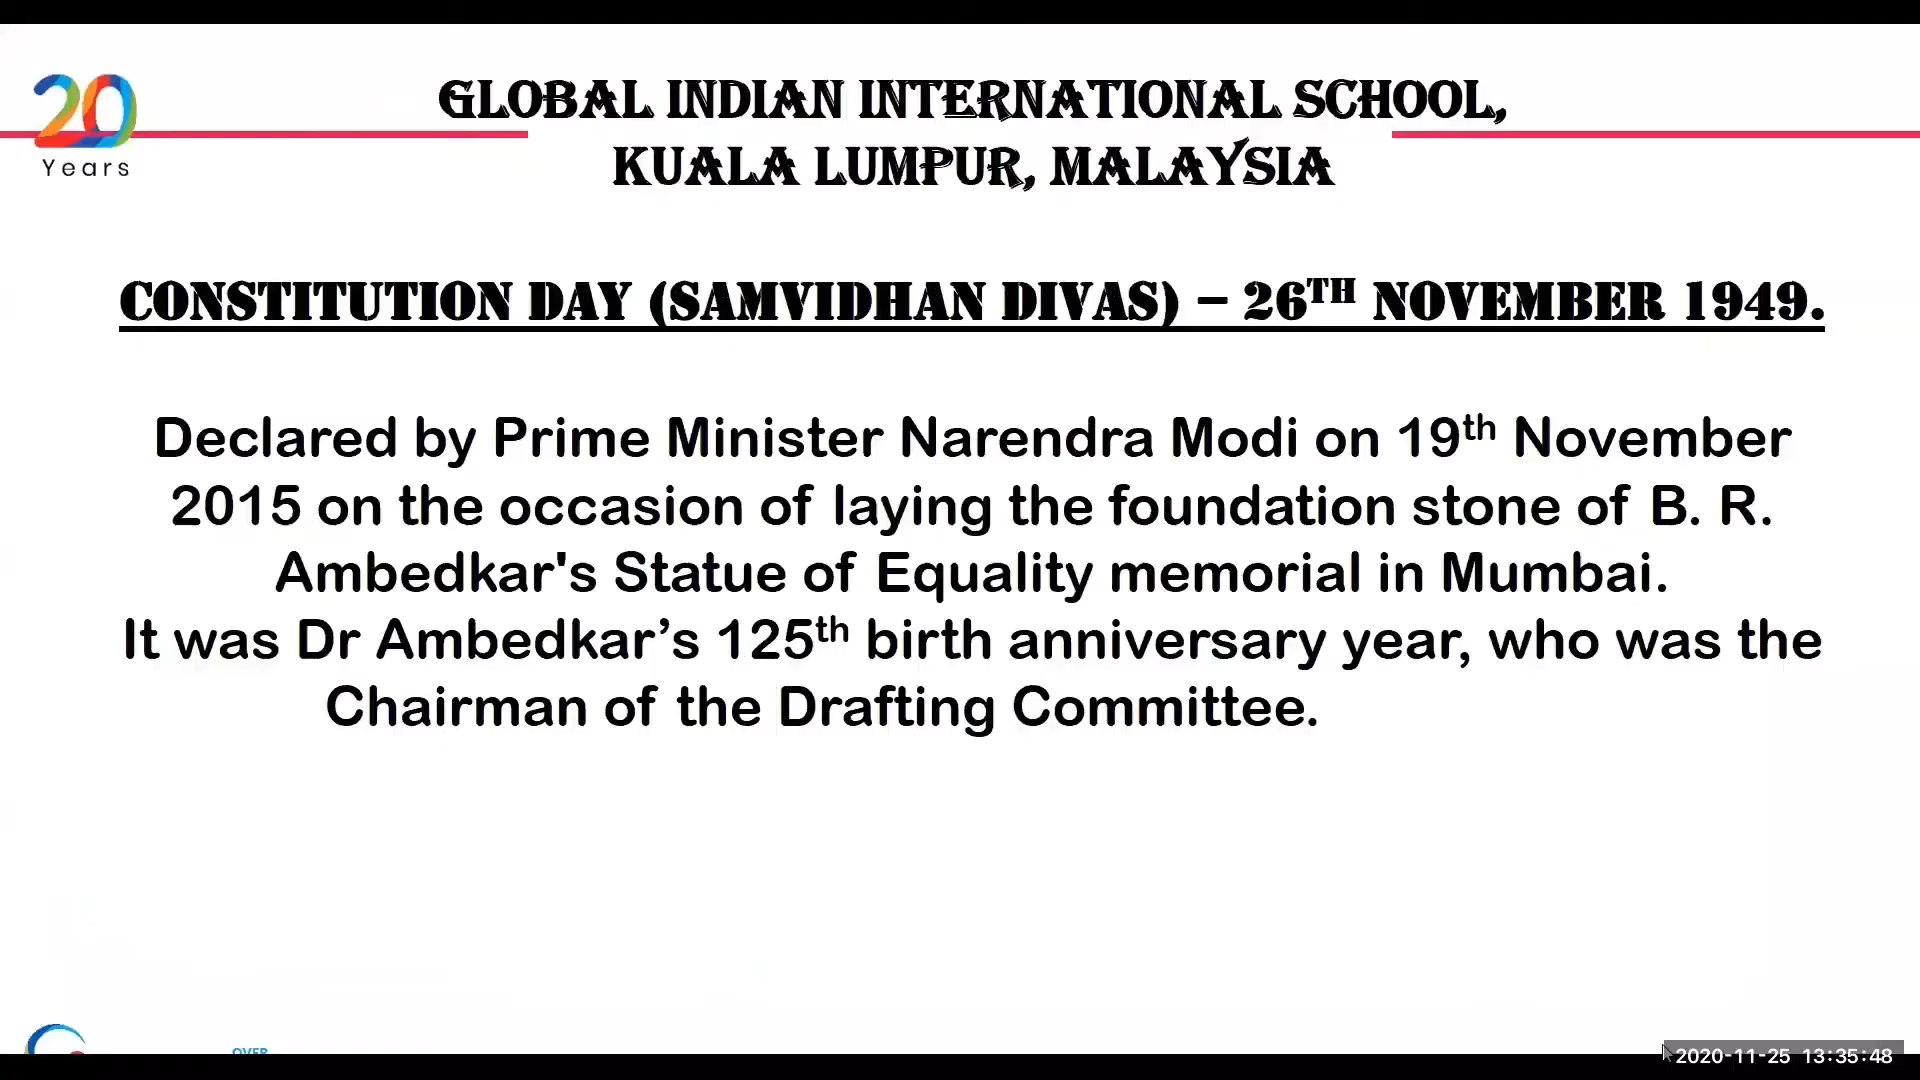 20
Years
GLOBAL INDIAN INTERNATIONAL SCHOOL,
KUALA LUMPUR, MALAYSIA
CONSTITUTION DAY (SAMVIDHAN DIVAS) – 26TH NOVEMBER 1949.
Declared by Prime Minister Narendra Modi on 19th November
2015 on the occasion of laying the foundation stone of B. R.
Ambedkar's Statue of Equality memorial in Mumbai.
It was Dr Ambedkar’s 125th birth anniversary year, who was the
Chairman of the Drafting Committee.
OVER
2020-11-25 13:35:48